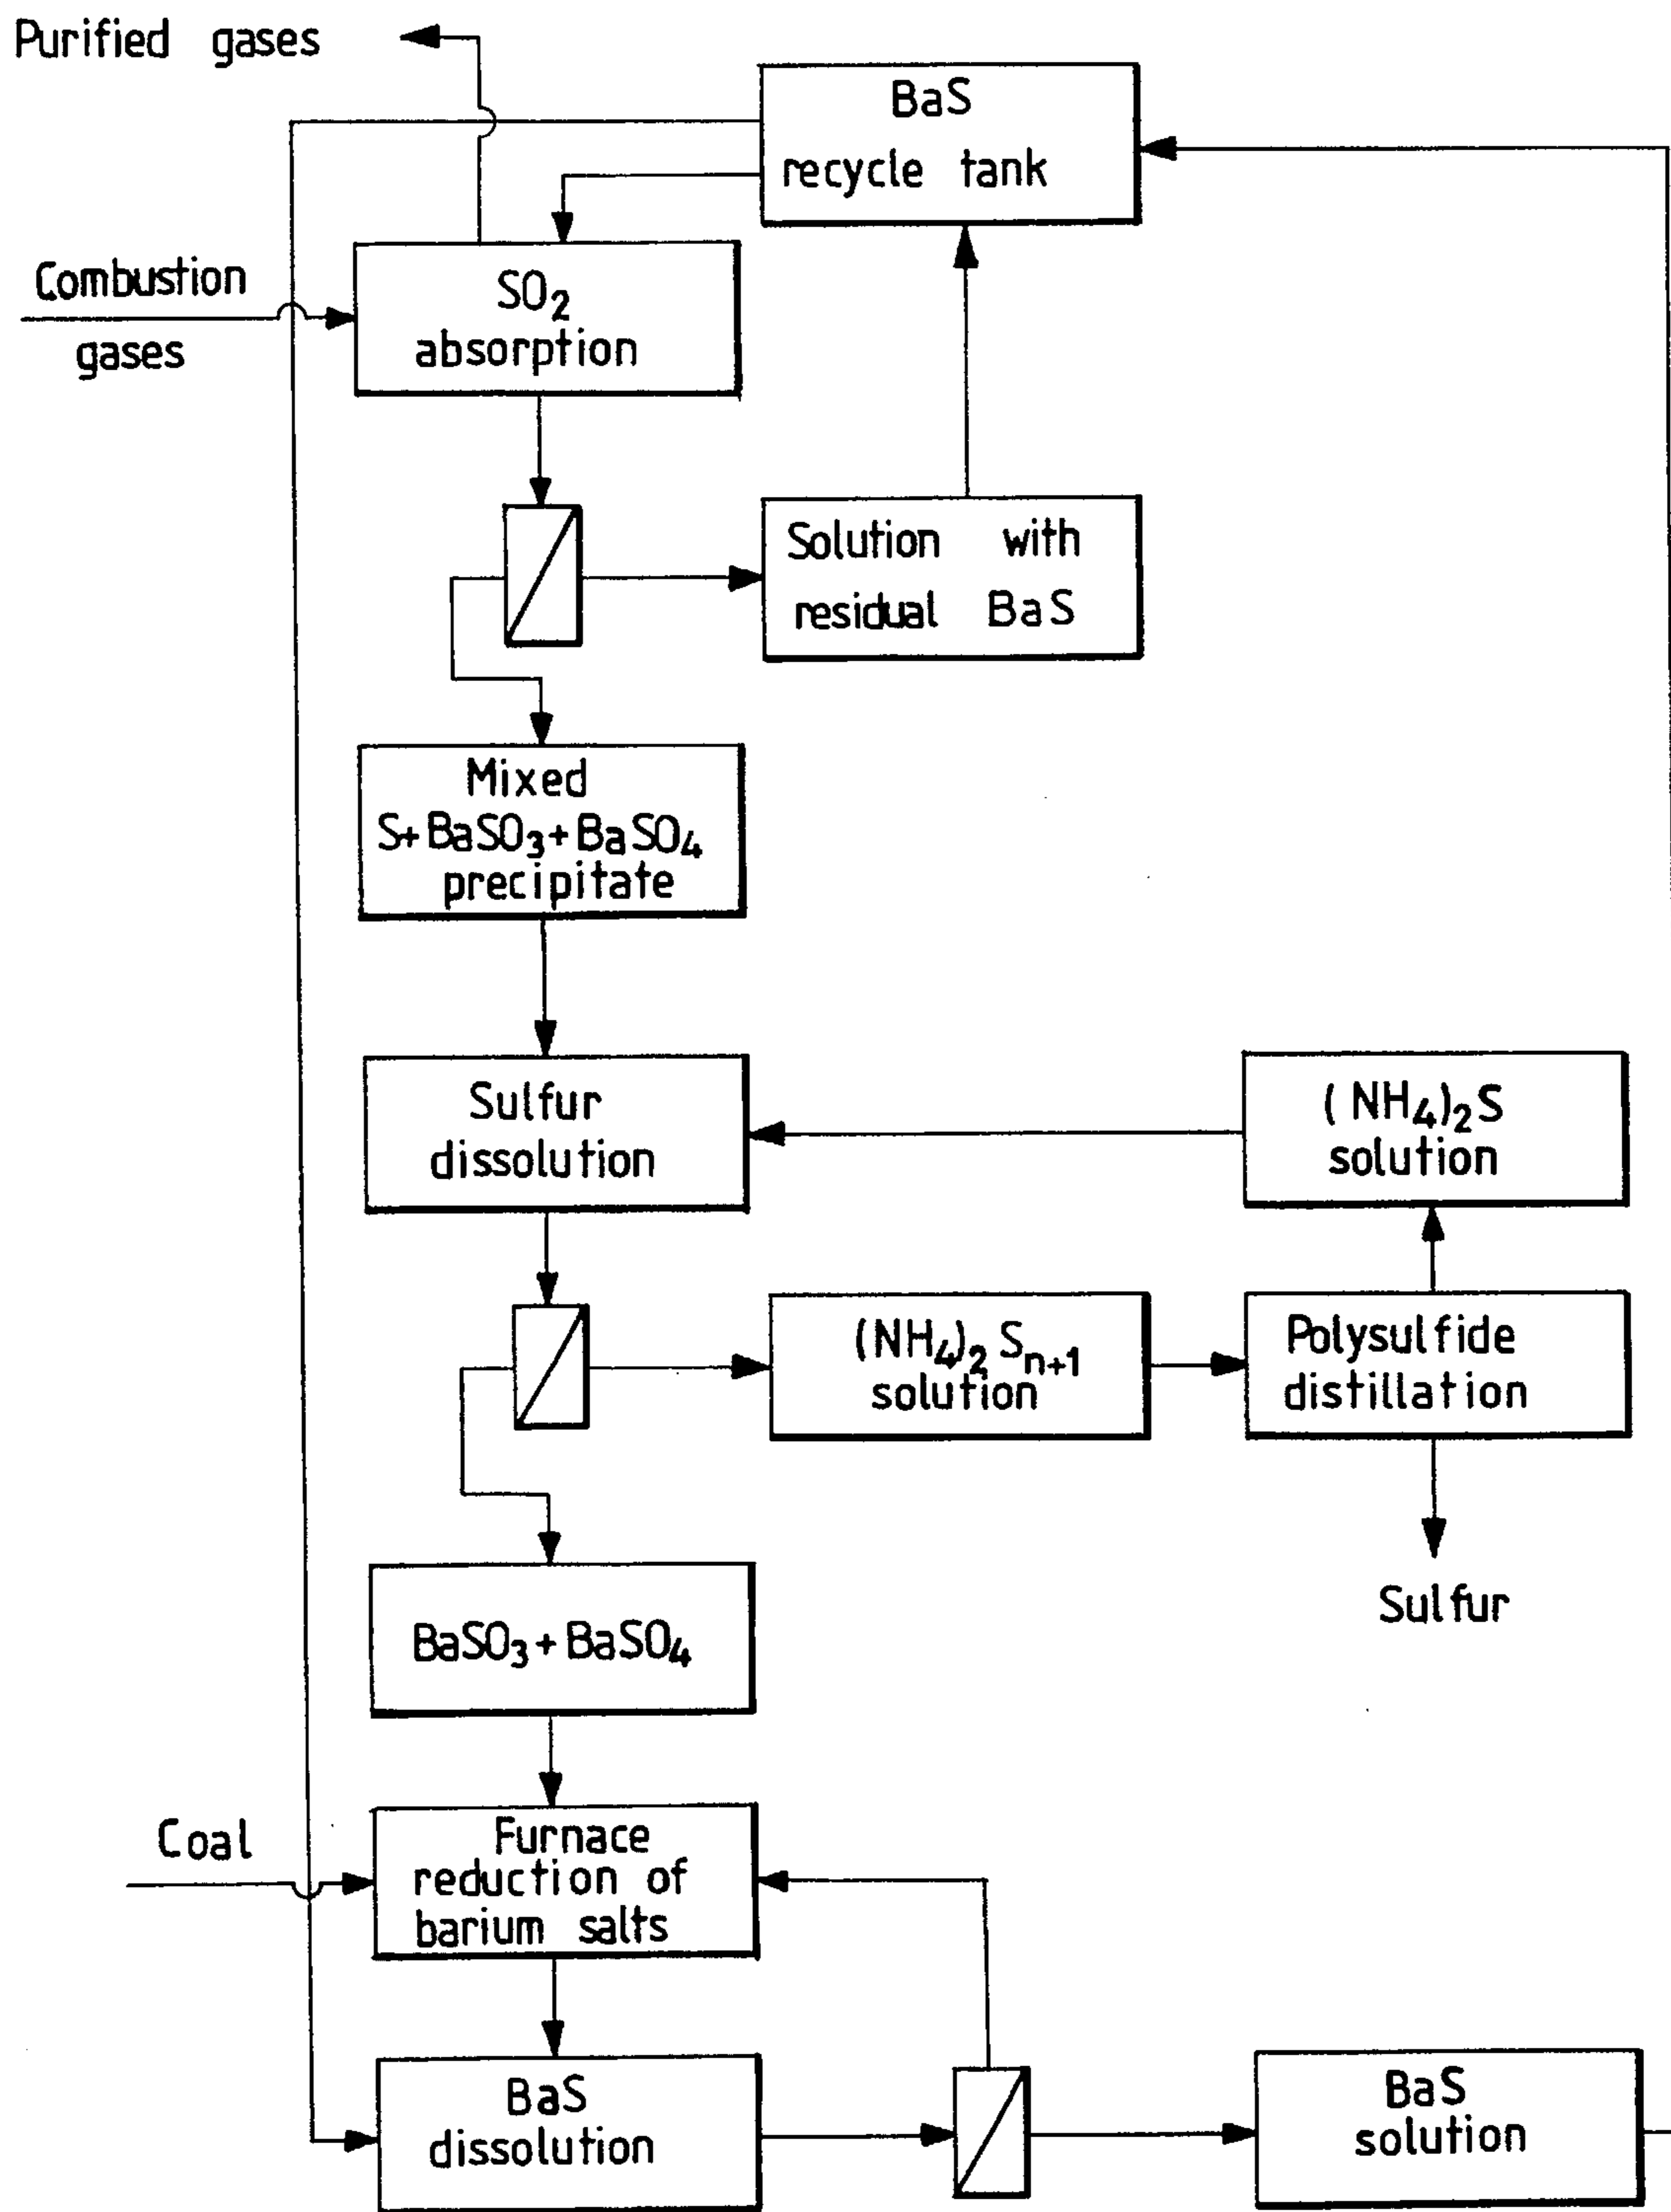 Purified gases
BaS
recycle tank
Combustion
gases
SO₂
absorption
Solution with
residual BaS
Mixed
S+BaSO₃+BaSO₄
precipitate
Sulfur
dissolution
(NH₄)₂S
solution
(NH₄)₂Sₙ₊₁
solution
Polysulfide
distillation
Sulfur
BaSO₃+BaSO₄
Coal
Furnace
reduction of
barium salts
BaS
dissolution
BaS
solution